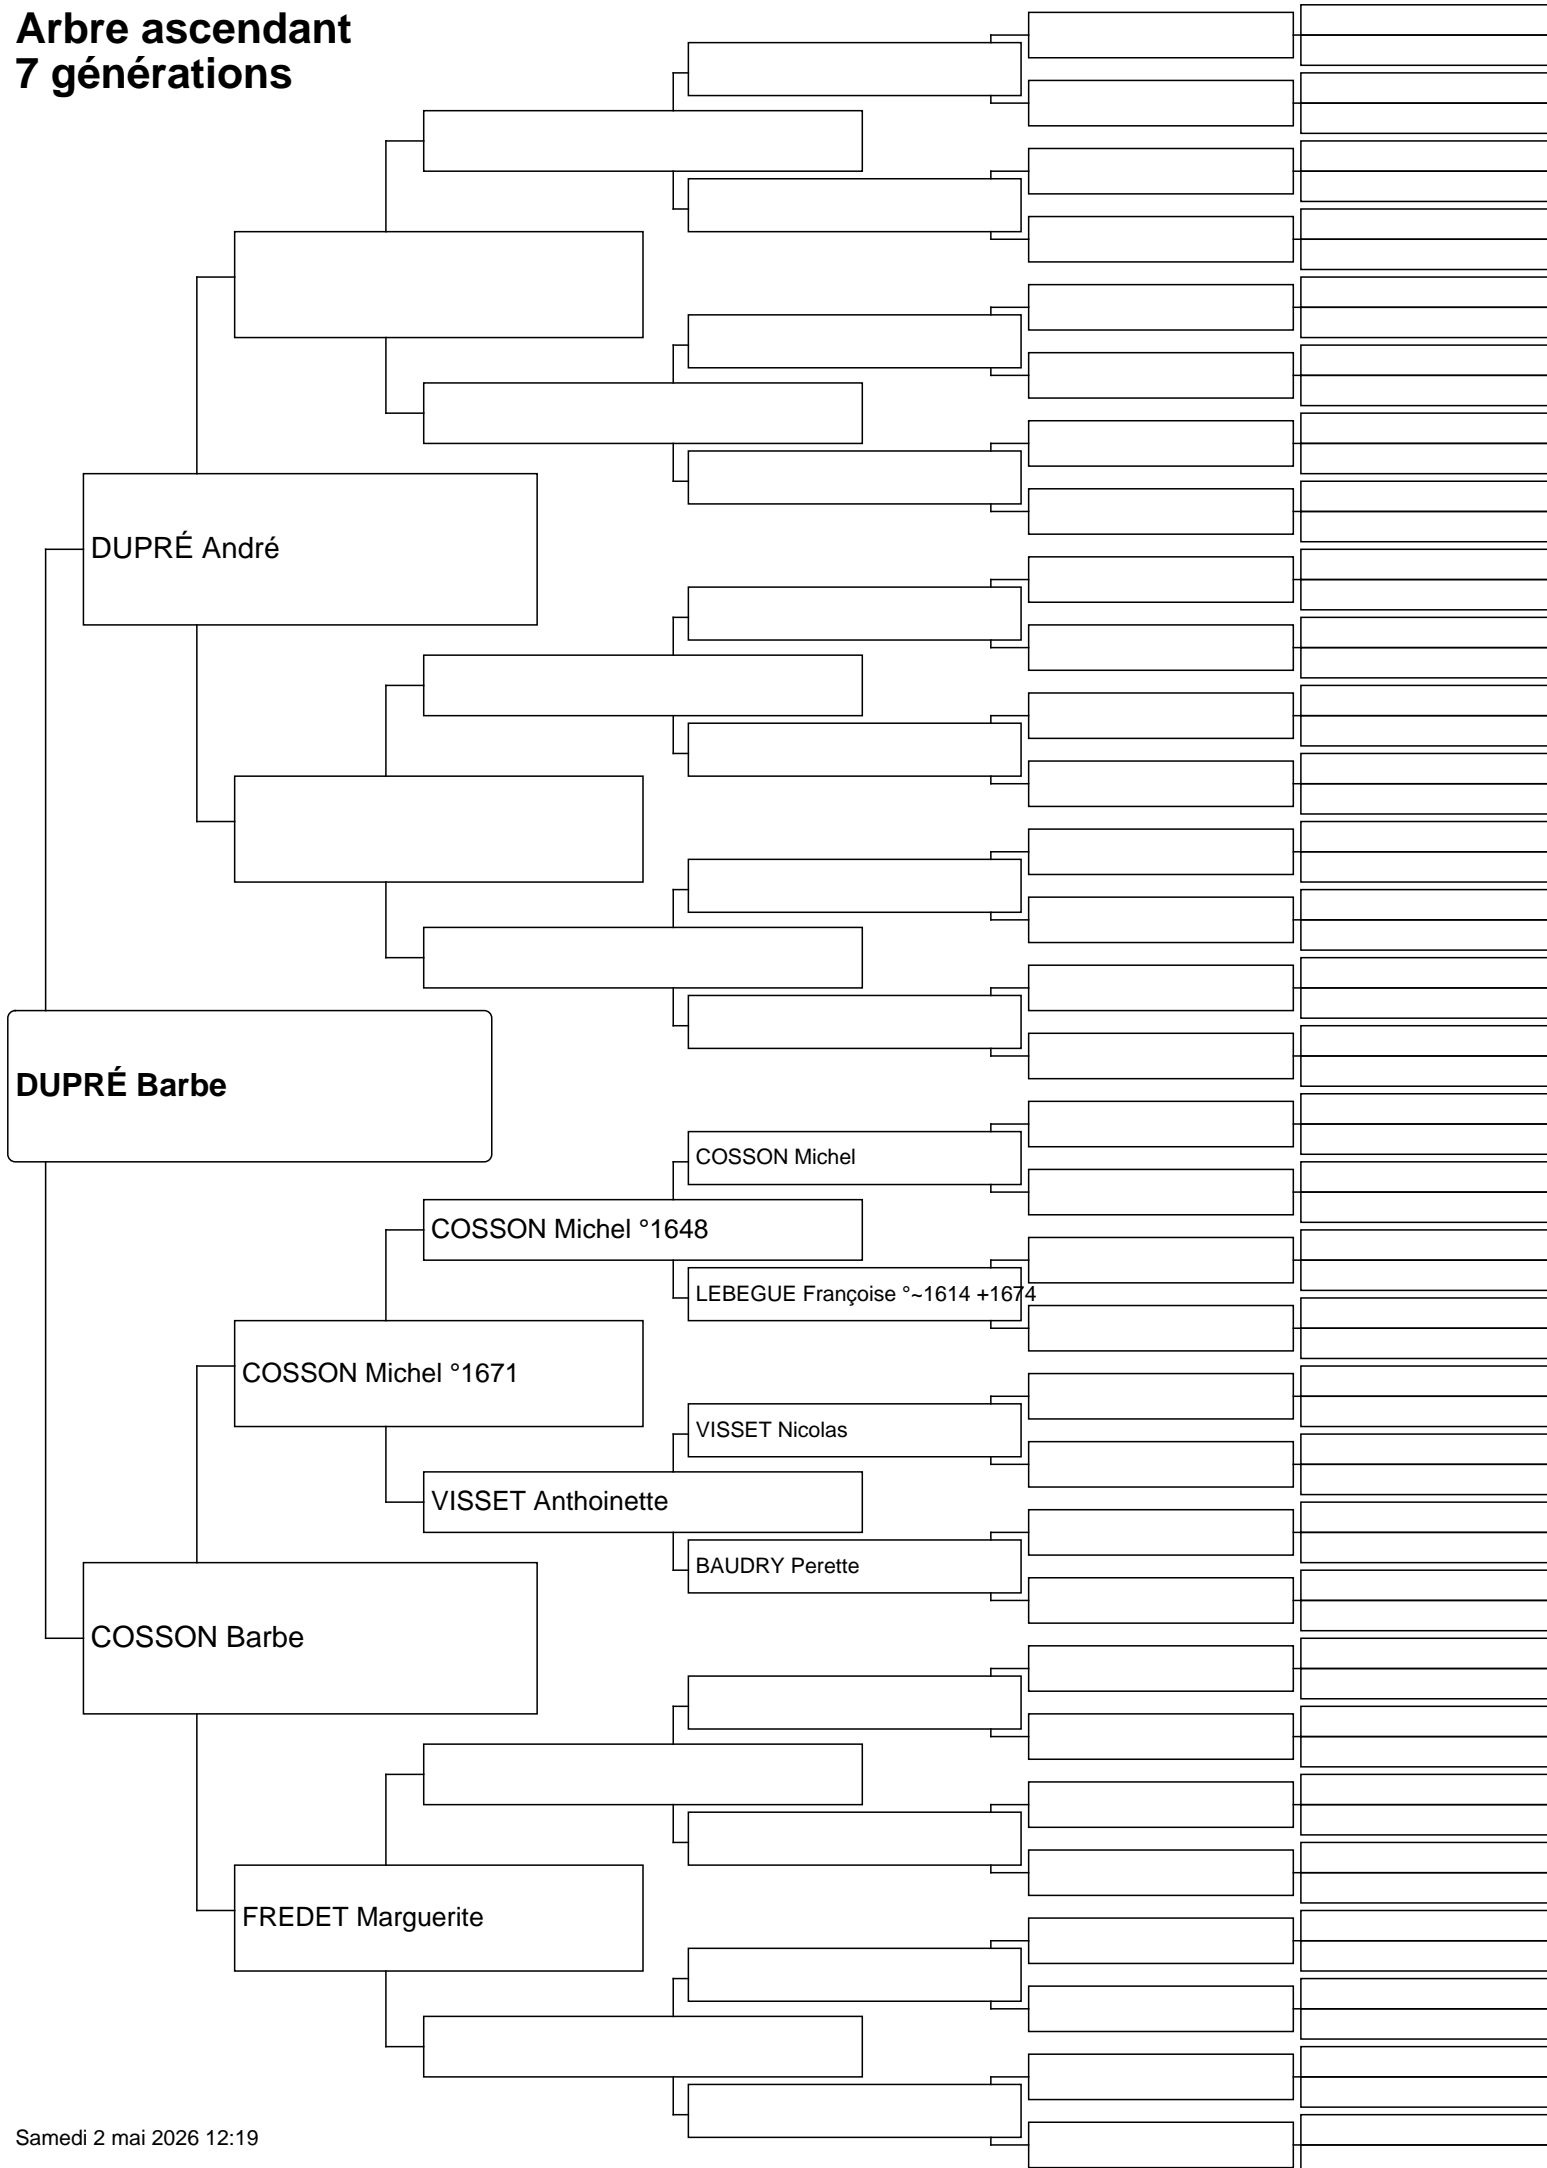 Arbre ascendant
7 générations
DUPRÉ André
DUPRÉ Barbe
COSSON Michel
COSSON Michel °1648
LEBEGUE Françoise °~1614 +1674
COSSON Michel °1671
VISSET Nicolas
VISSET Anthoinette
BAUDRY Perette
COSSON Barbe
FREDET Marguerite
Samedi 2 mai 2026 12:19